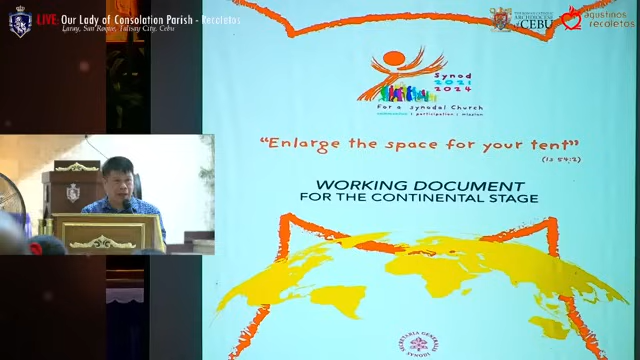 LIVE: Our Lady of Consolation Parish - Recoletos
Laray, San Roque, Talisay City, Cebu
ARCHDIOCESE
of CEBU
agustinos
recoletos
Synod
2021
2024
For a synodal Church
communion | participation | mission
“Enlarge the space for your tent”
(Is 54:2)
WORKING DOCUMENT
FOR THE CONTINENTAL STAGE